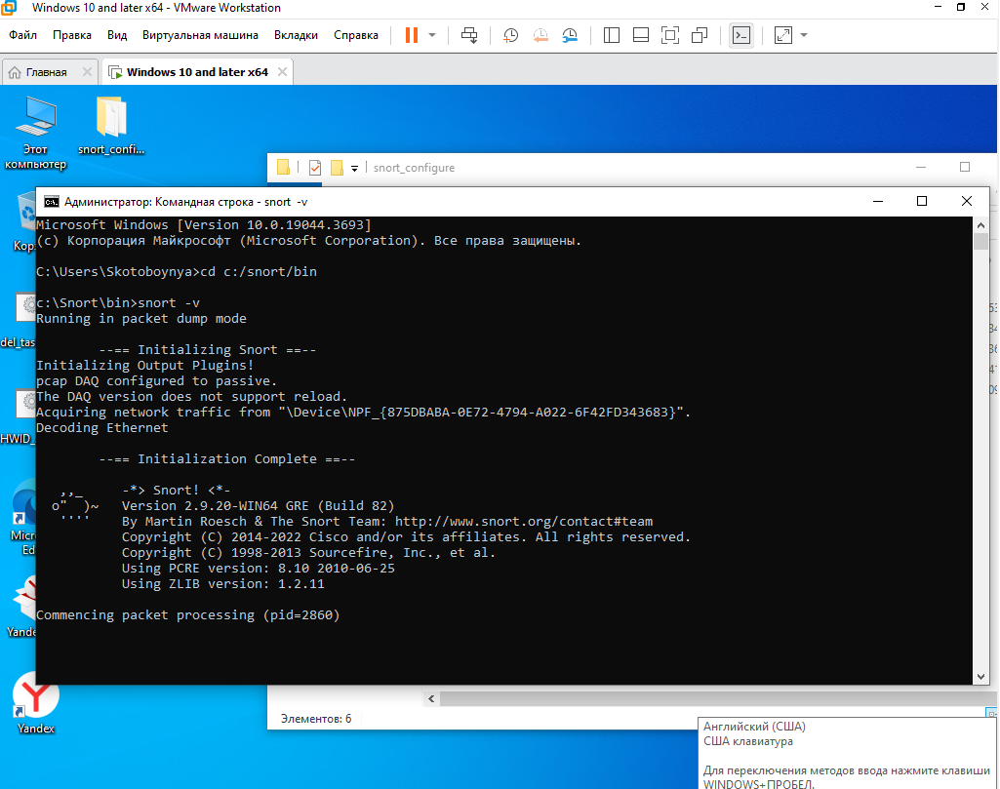 Windows 10 and later x64 - VMware Workstation
Файл Правка Вид Виртуальная машина Вкладки Справка
Главная
Windows 10 and later x64
Этот
компьютер
snort_confi...
snort_configure
Администратор: Командная строка - snort -v
Microsoft Windows [Version 10.0.19044.3693]
(c) Корпорация Майкрософт (Microsoft Corporation). Все права защищены.
C:\Users\Skotoboynya>cd c:/snort/bin
c:\Snort\bin>snort -v
Running in packet dump mode
--== Initializing Snort ==--
Initializing Output Plugins!
pcap DAQ configured to passive.
The DAQ version does not support reload.
Acquiring network traffic from "\Device\NPF_{875DBABA-0E72-4794-A022-6F42FD343683}".
Decoding Ethernet
--== Initialization Complete ==--
,,_ -*> Snort! <*-
o" )~ Version 2.9.20-WIN64 GRE (Build 82)
'''' By Martin Roesch & The Snort Team: http://www.snort.org/contact#team
Copyright (C) 2014-2022 Cisco and/or its affiliates. All rights reserved.
Copyright (C) 1998-2013 Sourcefire, Inc., et al.
Using PCRE version: 8.10 2010-06-25
Using ZLIB version: 1.2.11
Commencing packet processing (pid=2860)
Кор
del_tas
HWID_
Micr
Ed
Yande
Yandex
Элементов: 6
Английский (США)
США клавиатура
Для переключения методов ввода нажмите клавиши
WINDOWS+ПРОБЕЛ.